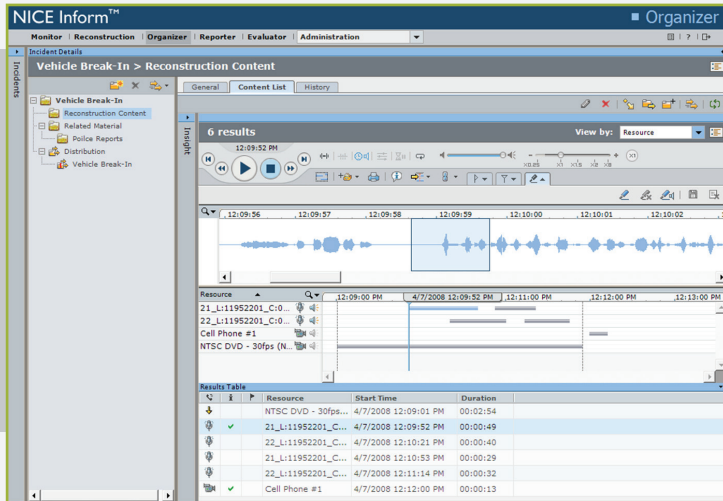 NICE Inform™
Organizer
Monitor Reconstruction Organizer Reporter Evaluator Administration
?
Incident Details
Vehicle Break-In > Reconstruction Content
Incidents
Vehicle Break-In
Reconstruction Content
Related Material
Poilce Reports
Distribution
Vehicle Break-In
General Content List History
Insight
6 results
View by: Resource
12:09:52 PM
x1
12:09:56 12:09:57 12:09:58 12:09:59 12:10:00 12:10:01 12:10:02
Resource 12:09:00 PM 4/7/2008 12:09:52 PM 12:11:00 PM 12:12:00 PM 12:13:00 PM
21_L:11952201_C:0...
22_L:11952201_C:0...
Cell Phone #1
NTSC DVD - 30fps (N...
Results Table
Resource Start Time Duration
NTSC DVD - 30fps... 4/7/2008 12:09:01 PM 00:02:54
21_L:11952201_C... 4/7/2008 12:09:52 PM 00:00:49
22_L:11952201_C... 4/7/2008 12:10:21 PM 00:00:40
21_L:11952201_C... 4/7/2008 12:10:53 PM 00:00:29
22_L:11952201_C... 4/7/2008 12:11:14 PM 00:00:32
Cell Phone #1 4/7/2008 12:12:00 PM 00:00:13